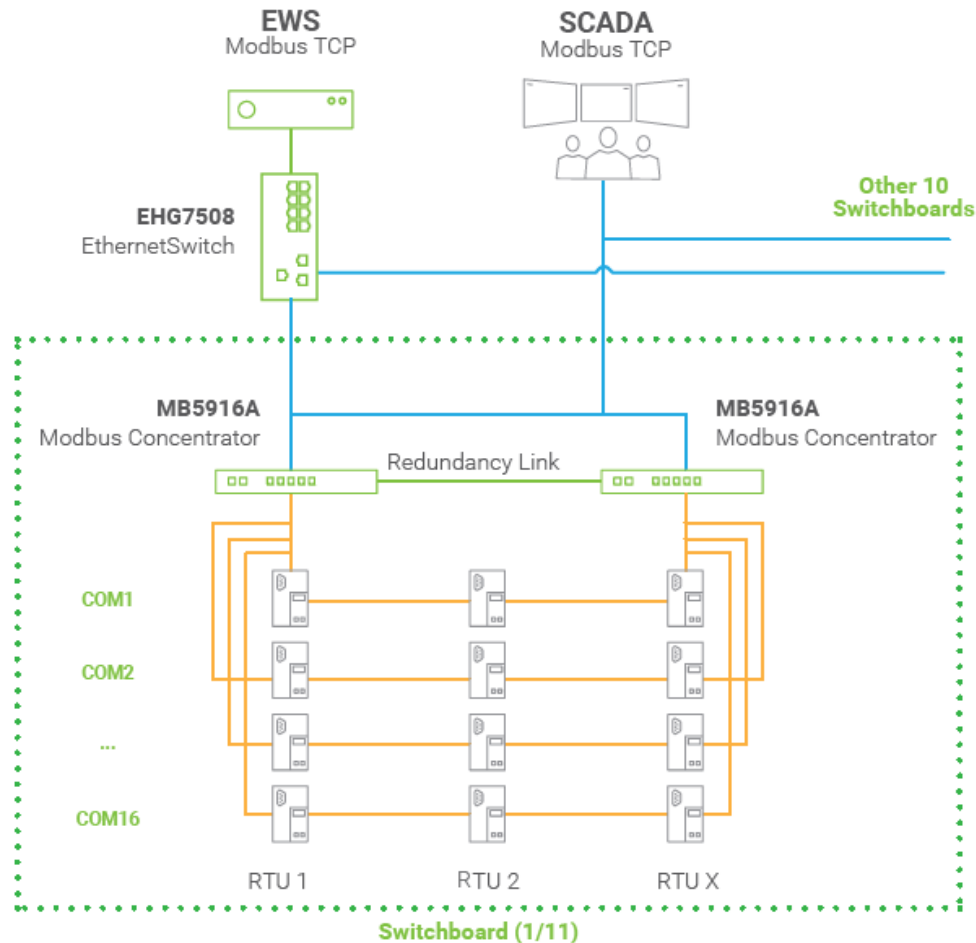 EWS
Modbus TCP
SCADA
Modbus TCP
Other 10
Switchboards
EHG7508
EthernetSwitch
MB5916A
Modbus Concentrator
MB5916A
Modbus Concentrator
Redundancy Link
COM1
COM2
...
COM16
RTU 1
RTU 2
RTU X
Switchboard (1/11)